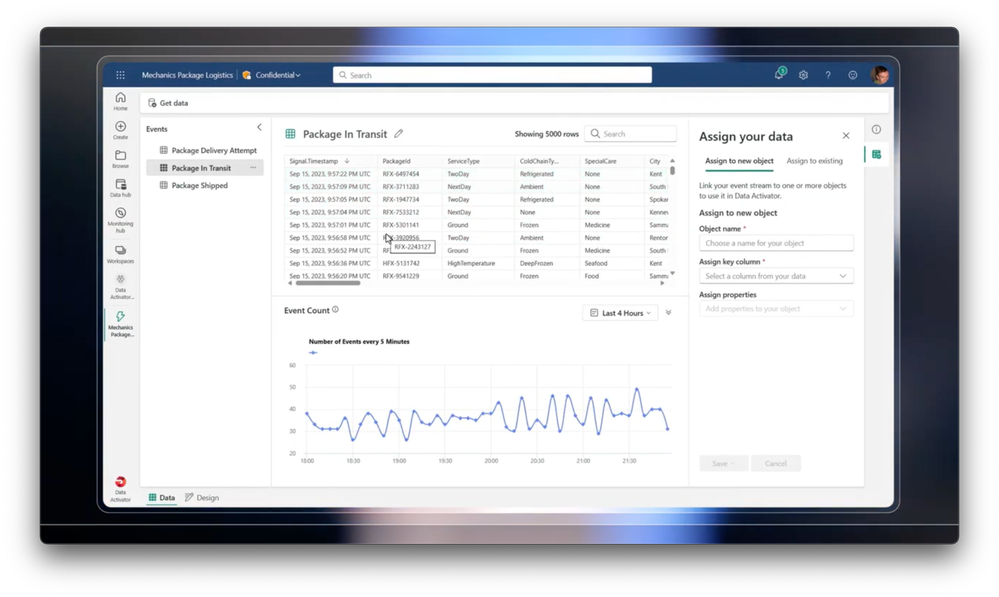 Mechanics Package Logistics
Confidential
Search
5
?
Home
Create
Browse
Data hub
Monitoring hub
Workspaces
Data Activator...
Mechanics Package...
Data Activator
Get data
Events
Package Delivery Attempt
Package In Transit ...
Package Shipped
Package In Transit
Showing 5000 rows
Search
Signal.Timestamp PackageId ServiceType ColdChainTy... SpecialCare City
Sep 15, 2023, 9:57:22 PM UTC RFX-6497454 TwoDay Refrigerated None Kent
Sep 15, 2023, 9:57:09 PM UTC RFX-3711283 NextDay Ambient None South
Sep 15, 2023, 9:57:05 PM UTC RFX-1947734 TwoDay Refrigerated None Spokan
Sep 15, 2023, 9:57:04 PM UTC RFX-7533212 NextDay None None Kenne
Sep 15, 2023, 9:57:01 PM UTC RFX-5301141 Ground Frozen Medicine Samma
Sep 15, 2023, 9:56:58 PM UTC RFX-3920956 TwoDay Ambient None Renton
Sep 15, 2023, 9:56:52 PM UTC RF RFX-2243127 Ground Frozen Medicine South
Sep 15, 2023, 9:56:36 PM UTC HFX-5131742 HighTemperature DeepFrozen Seafood Kent
Sep 15, 2023, 9:56:20 PM UTC RFX-9541229 Ground Frozen Food Samma
Event Count
Last 4 Hours
Number of Events every 5 Minutes
60
50
40
30
20
18:00 18:30 19:00 19:30 20:00 20:30 21:00 21:30
Data
Design
Assign your data
Assign to new object Assign to existing
Link your event stream to one or more objects
to use it in Data Activator.
Assign to new object
Object name *
Choose a name for your object
Assign key column *
Select a column from your data
Assign properties
Add properties to your object
Save
Cancel